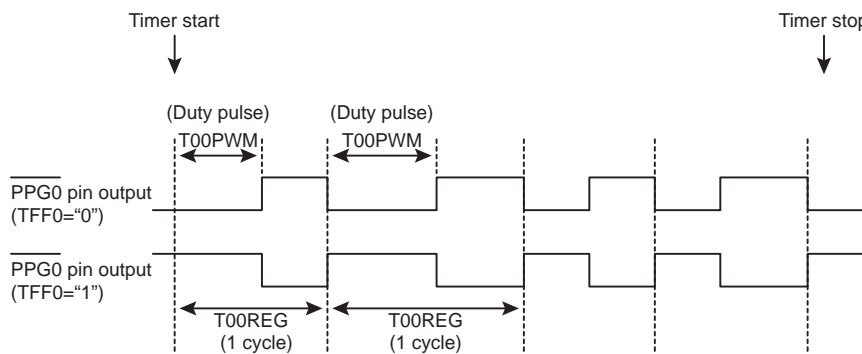 Timer start
Timer stop
(Duty pulse)
(Duty pulse)
T00PWM
T00PWM
PPG0 pin output
(TFF0=“0”)
PPG0 pin output
(TFF0=“1”)
T00REG
(1 cycle)
T00REG
(1 cycle)